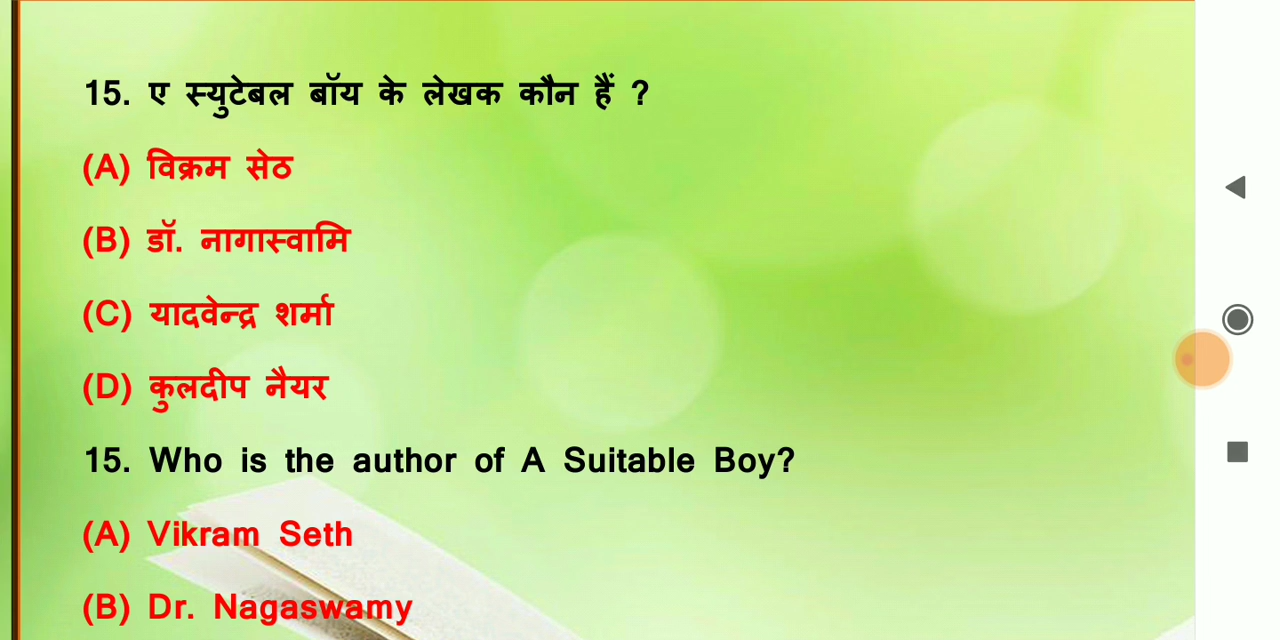 15. ए स्युटेबल बॉय के लेखक कौन हैं ?
(A) विक्रम सेठ
(B) डॉ. नागास्वामि
(C) यादवेन्द्र शर्मा
(D) कुलदीप नैयर
15. Who is the author of A Suitable Boy?
(A) Vikram Seth
(B) Dr. Nagaswamy